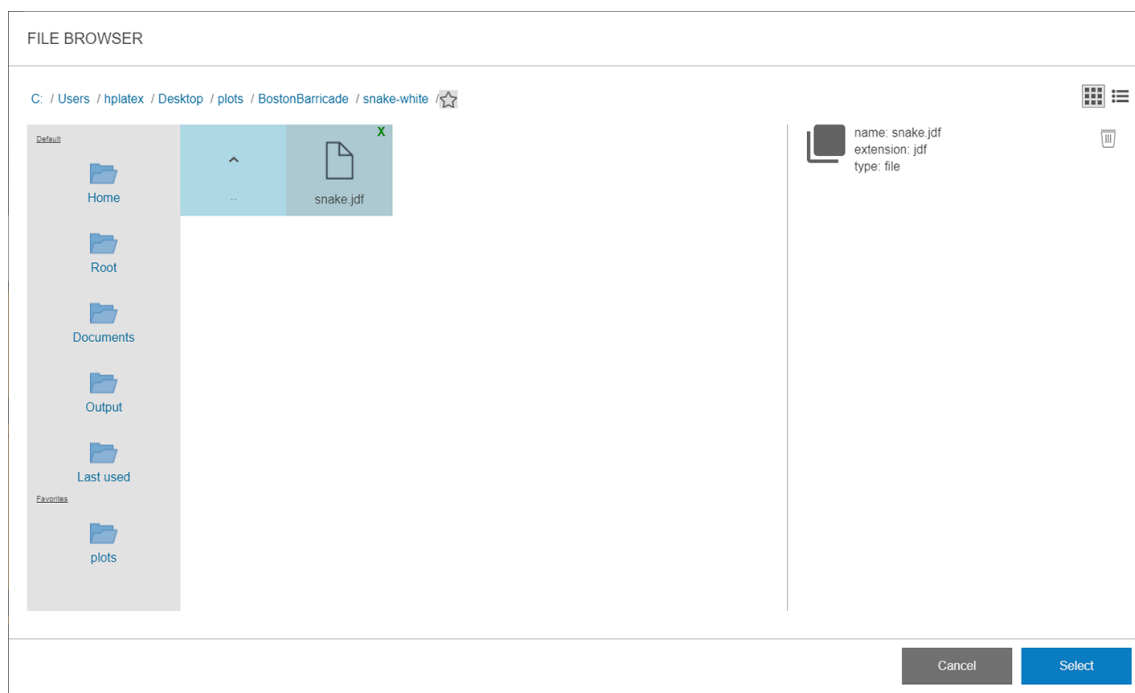 FILE BROWSER
C: / Users / hplatex / Desktop / plots / BostonBarricade / snake-white /
Default
Home
Root
Documents
Output
Last used
Favorites
plots
..
X
snake.jdf
name: snake.jdf
extension: jdf
type: file
Cancel
Select